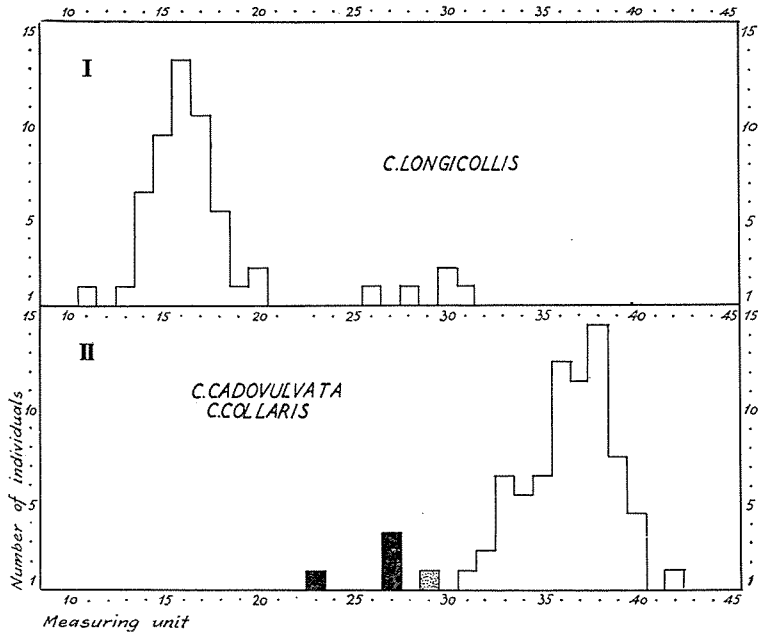 10 15 20 25 30 35 40 45
15 15
I
10 10
C.LONGICOLLIS
5 5
1 1
10 15 20 25 30 35 40 45
15 15
II
C.CADOVULVATA
C.COLLARIS
10 10
5 5
1 1
Number of individuals
10 15 20 25 30 35 40 45
Measuring unit